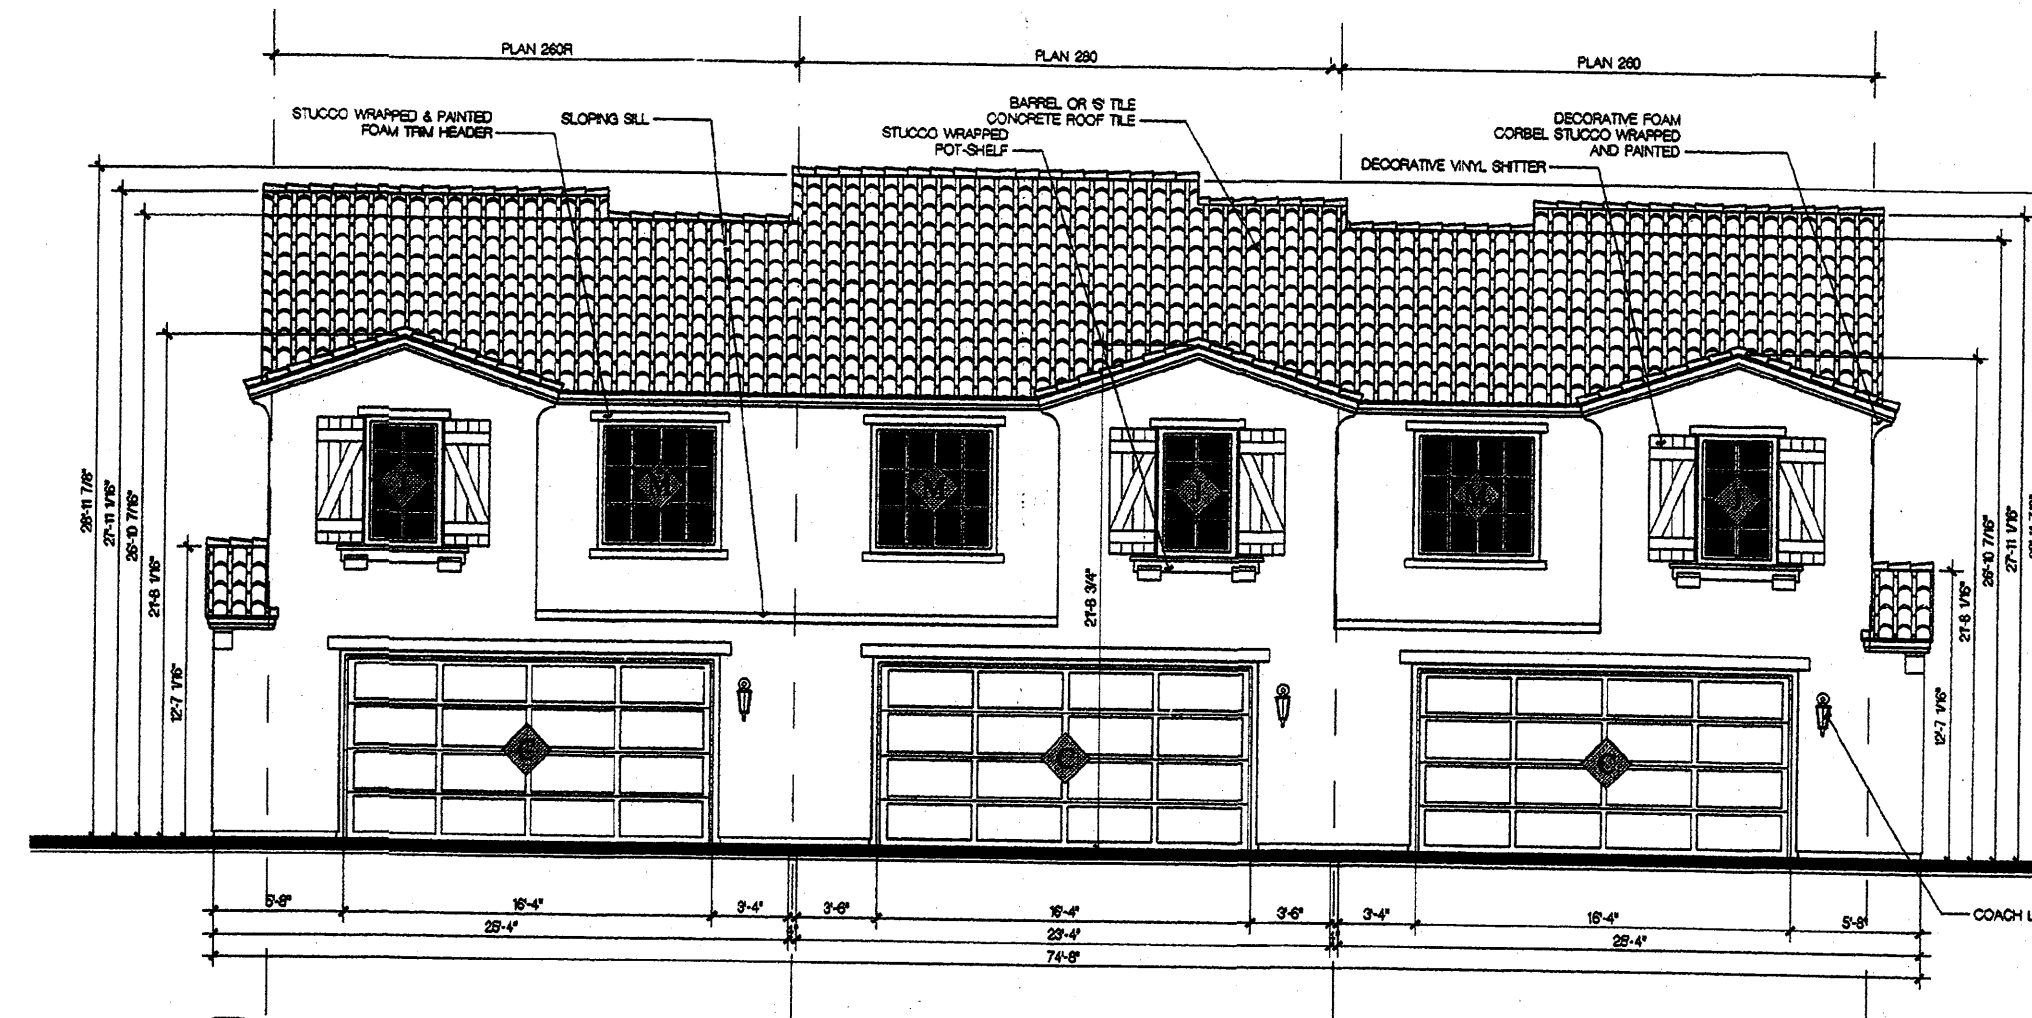 PLAN 260R
PLAN 280
PLAN 260
STUCCO WRAPPED & PAINTED
FOAM TRIM HEADER
SLOPING SILL
BARREL OR 'S' TILE
CONCRETE ROOF TILE
STUCCO WRAPPED
POT-SHELF
DECORATIVE FOAM
CORBEL STUCCO WRAPPED
AND PAINTED
DECORATIVE VINYL SHITTER
28'-11 7/8"
27'-11 1/16"
26'-10 7/16"
21'-8 1/16"
12'-7 1/16"
J
M
M
J
M
J
21'-8 3/4"
G
G
G
12'-7 1/16"
21'-8 1/16"
26'-10 7/16"
27'-11 1/16"
5'-8"
16'-4"
3'-4"
3'-6"
16'-4"
3'-6"
3'-4"
16'-4"
5'-8"
25'-4"
23'-4"
25'-4"
74'-8"
COACH L